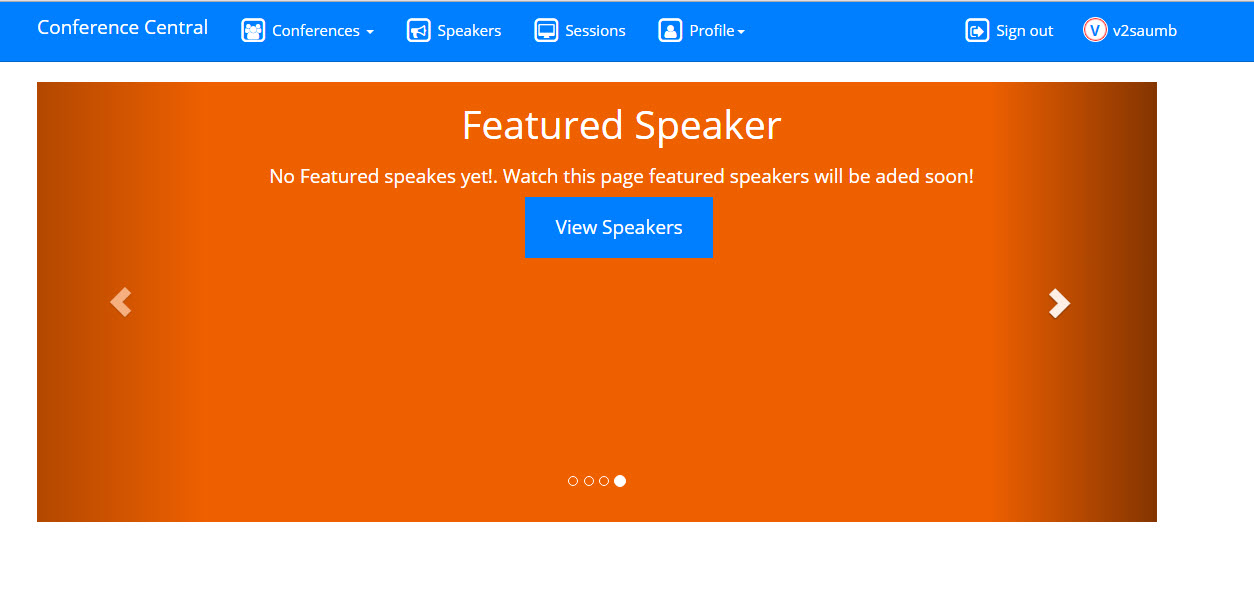 Conference Central Conferences Speakers Sessions Profile Sign out V v2saumb
Featured Speaker
No Featured speakes yet!. Watch this page featured speakers will be aded soon!
View Speakers